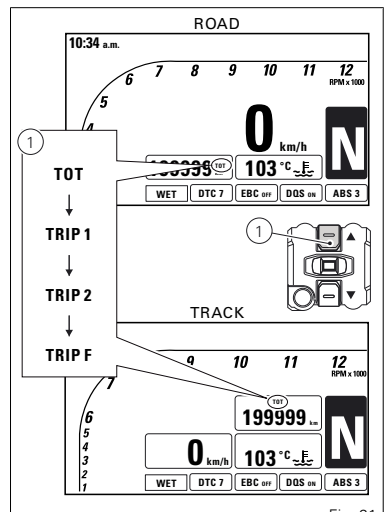 ROAD
10:34 a.m.
6 7 8 9 10 11 12
RPM x 1000
5
4
0 km/h
N
TOT
103 °C
WET DTC 7 EBC OFF DQS ON ABS 3
1
TOT
TRIP 1
TRIP 2
TRIP F
1
TRACK
9 10 11 12
RPM x 1000
7
TOT
199999 km
6
5
4
3
2
1
0 km/h
103 °C
N
WET DTC 7 EBC OFF DQS ON ABS 3